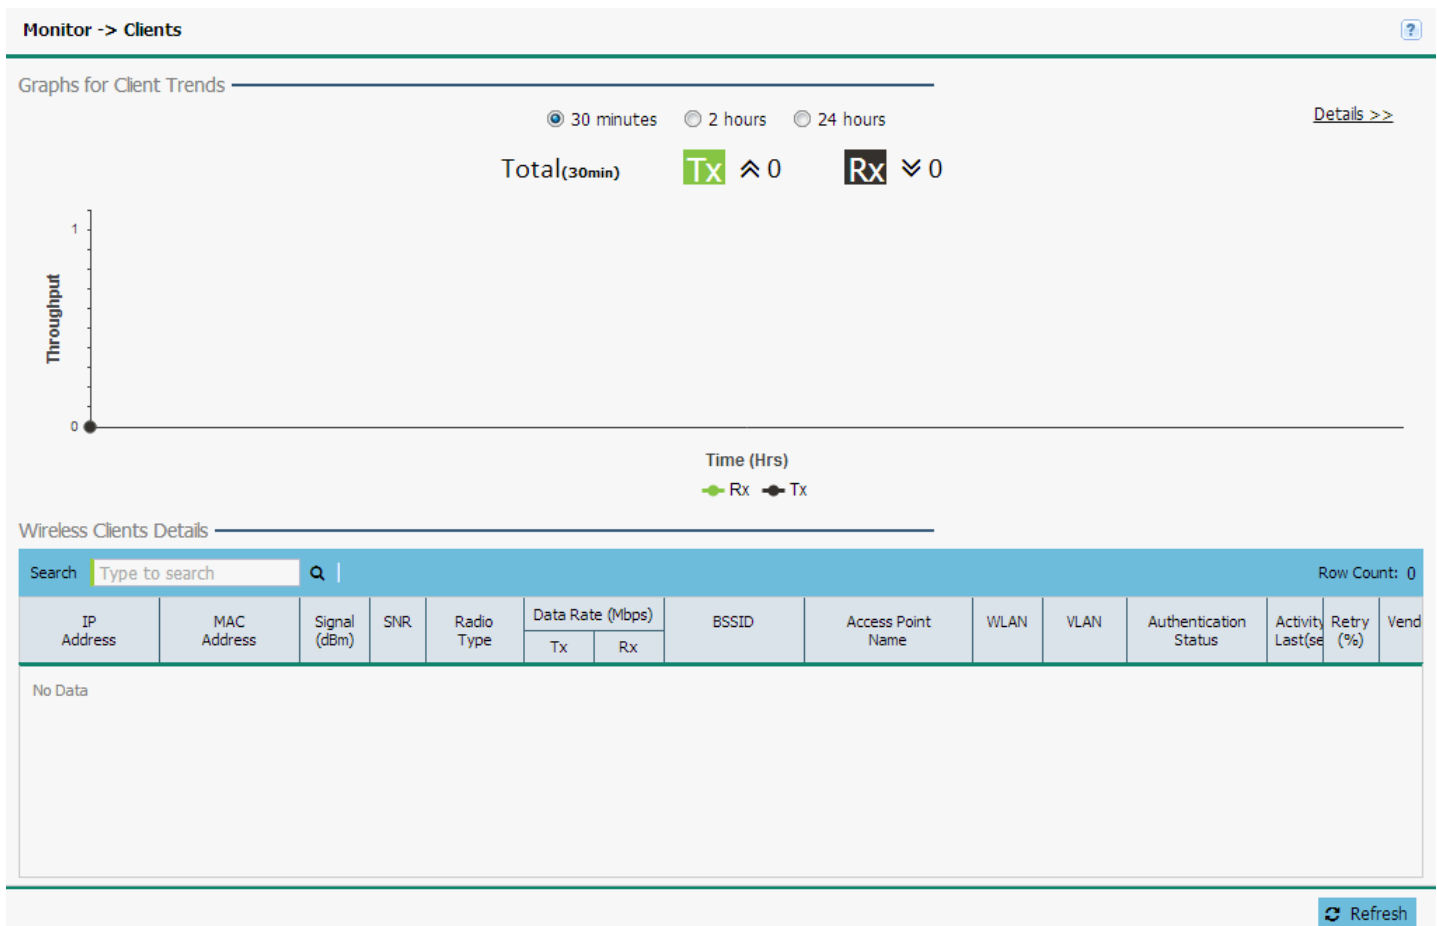 Monitor -> Clients
?
Graphs for Client Trends
30 minutes 2 hours 24 hours
Details >>
Total(30min) Tx 0 Rx 0
1
Throughput
0
Time (Hrs)
Rx Tx
Wireless Clients Details
Search Type to search Row Count: 0
IP Address MAC Address Signal (dBm) SNR Radio Type Data Rate (Mbps) Tx Rx BSSID Access Point Name WLAN VLAN Authentication Status Activity Last(se Retry (%) Vend
No Data
Refresh